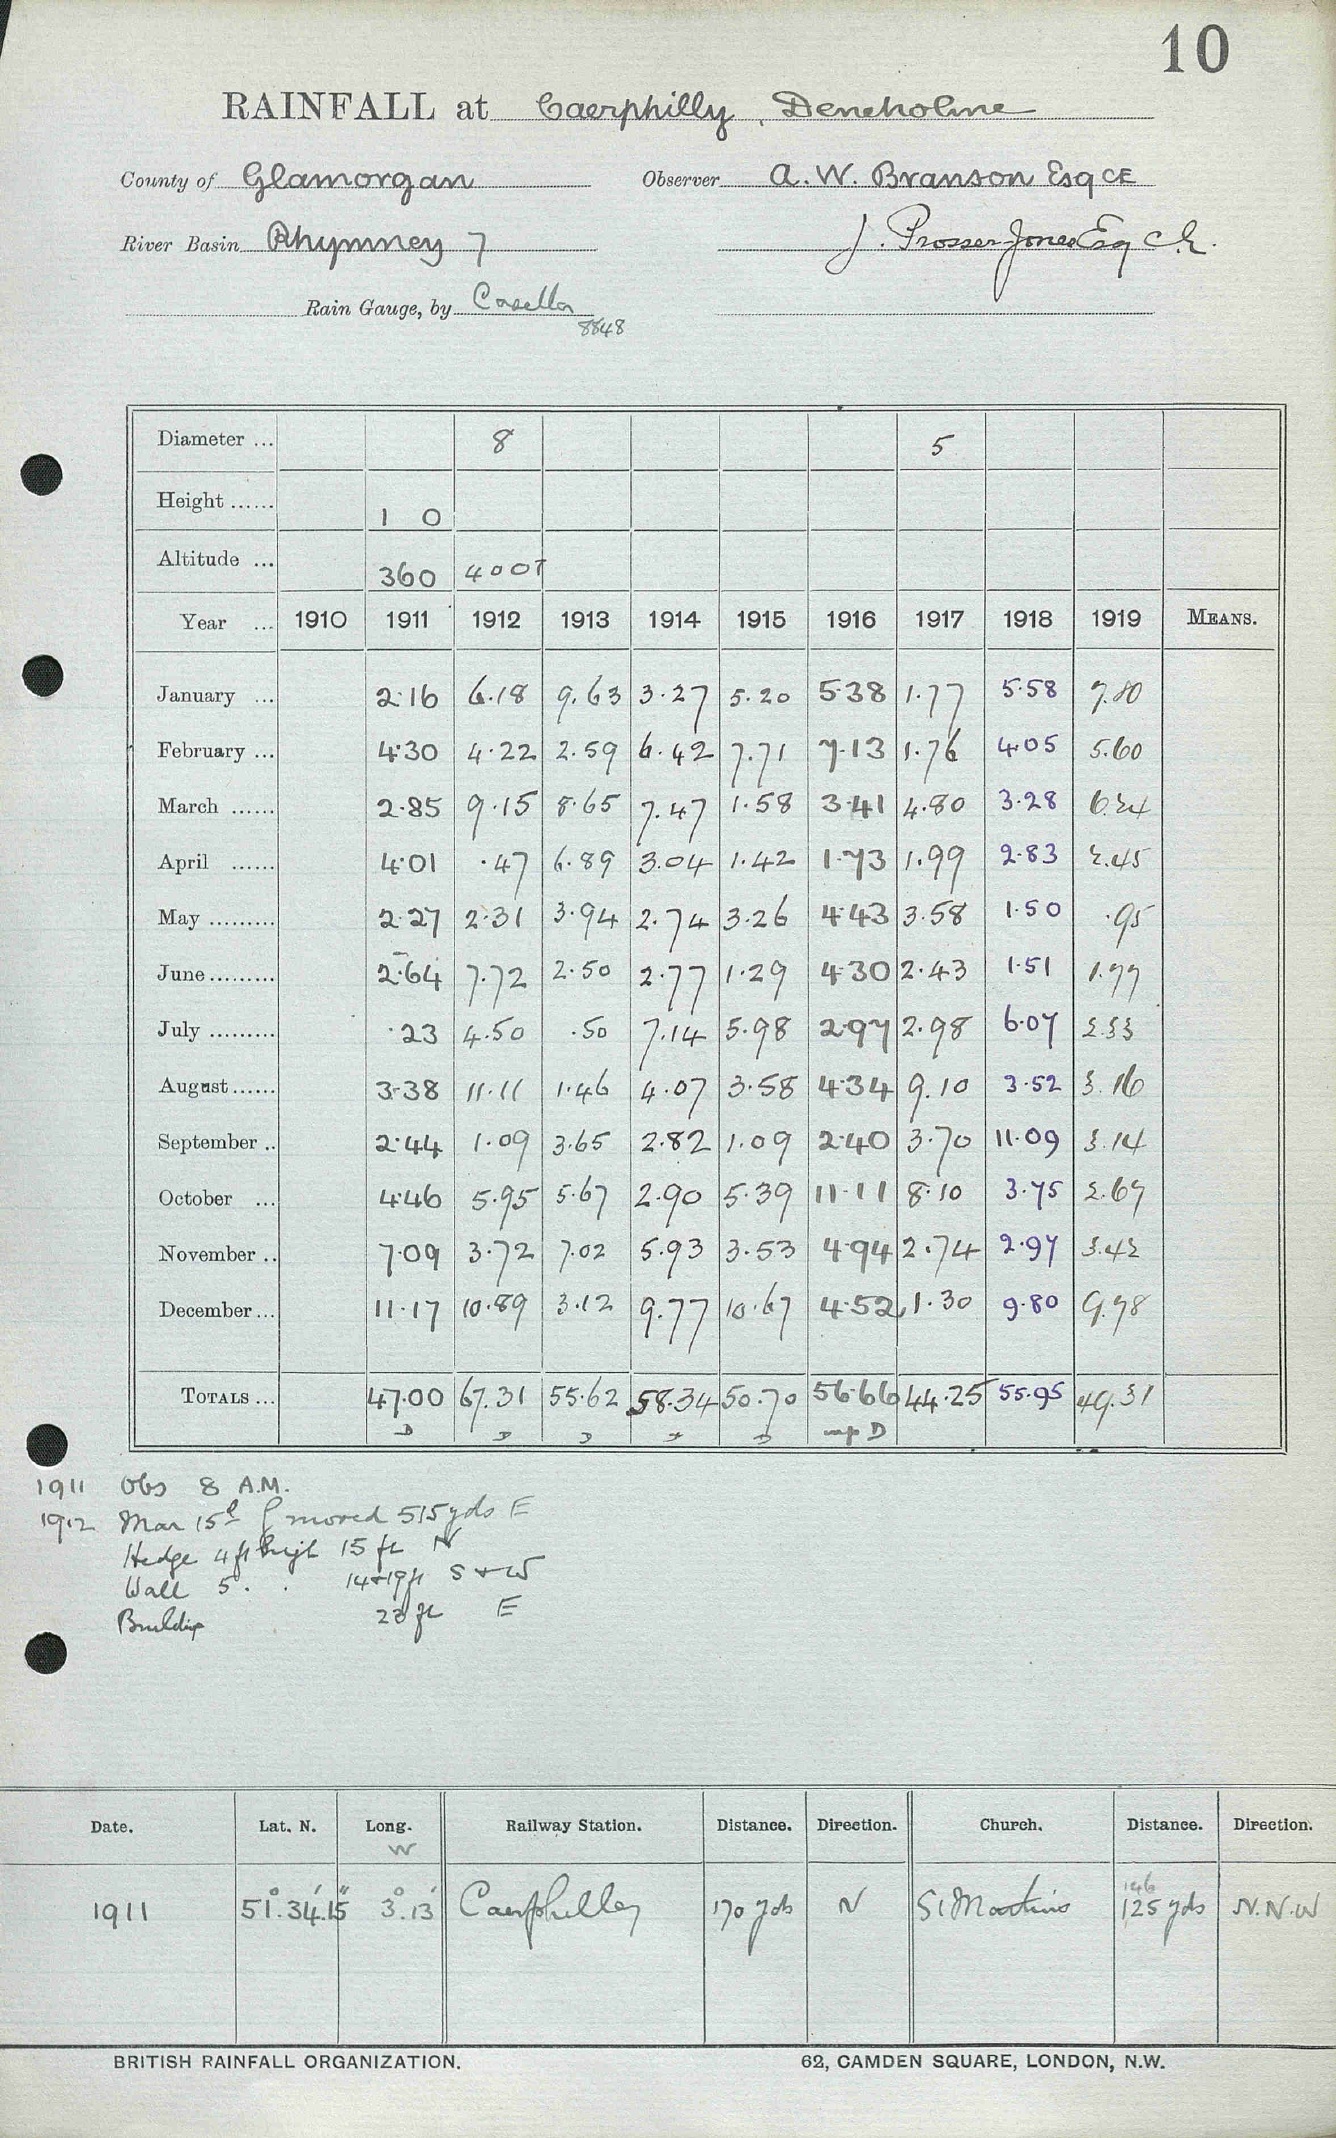 10
RAINFALL at Caerphilly, Deneholme
County of Glamorgan Observer A. W. Branson Esq CE
River Basin Rhymney 7 J. Prosser-Jones Esq C.E.
Rain Gauge, by Casella
8848
Diameter ... 8 5
Height ...... 1 0
Altitude ... 360 400T
Year ... 1910 1911 1912 1913 1914 1915 1916 1917 1918 1919 MEANS.
January ... 2.16 6.18 9.63 3.27 5.20 5.38 1.77 5.58 7.80
February ... 4.30 4.22 2.59 6.42 7.71 7.13 1.76 4.05 5.60
March ...... 2.85 9.15 8.65 7.47 1.58 3.41 4.80 3.28 6.24
April ...... 4.01 .47 6.89 3.04 1.42 1.73 1.99 2.83 2.45
May ......... 2.27 2.31 3.94 2.74 3.26 4.43 3.58 1.50 .95
June ......... 2.64 7.72 2.50 2.77 1.29 4.30 2.43 1.51 1.77
July ......... .23 4.50 .50 7.14 5.98 2.97 2.98 6.07 2.33
August ...... 3.38 11.11 1.46 4.07 3.58 4.34 9.10 3.52 3.16
September .. 2.44 1.09 3.65 2.82 1.09 2.40 3.70 11.09 3.14
October ... 4.46 5.95 5.67 2.90 5.39 11.11 8.10 3.75 2.67
November .. 7.09 3.72 7.02 5.93 3.53 4.94 2.74 2.97 3.42
December ... 11.17 10.89 3.12 9.77 10.67 4.52 1.30 9.80 9.78
TOTALS ... 47.00 67.31 55.62 58.34 50.70 56.66 44.25 55.95 49.31
D D D D D
1911 Obs 8 A.M.
1912 Mar 15th moved 515 yds E
Hedge 4 ft high 15 ft N
Wall 5 . . 14 + 19 ft S + W
Building 23 ft E
Date. Lat. N. Long. Railway Station. Distance. Direction. Church. Distance. Direction.
W
146
1911 51°.34'.15" 3°.13' Caerphilly 170 yds N St Martins 125 yds N.N.W
BRITISH RAINFALL ORGANIZATION. 62, CAMDEN SQUARE, LONDON, N.W.